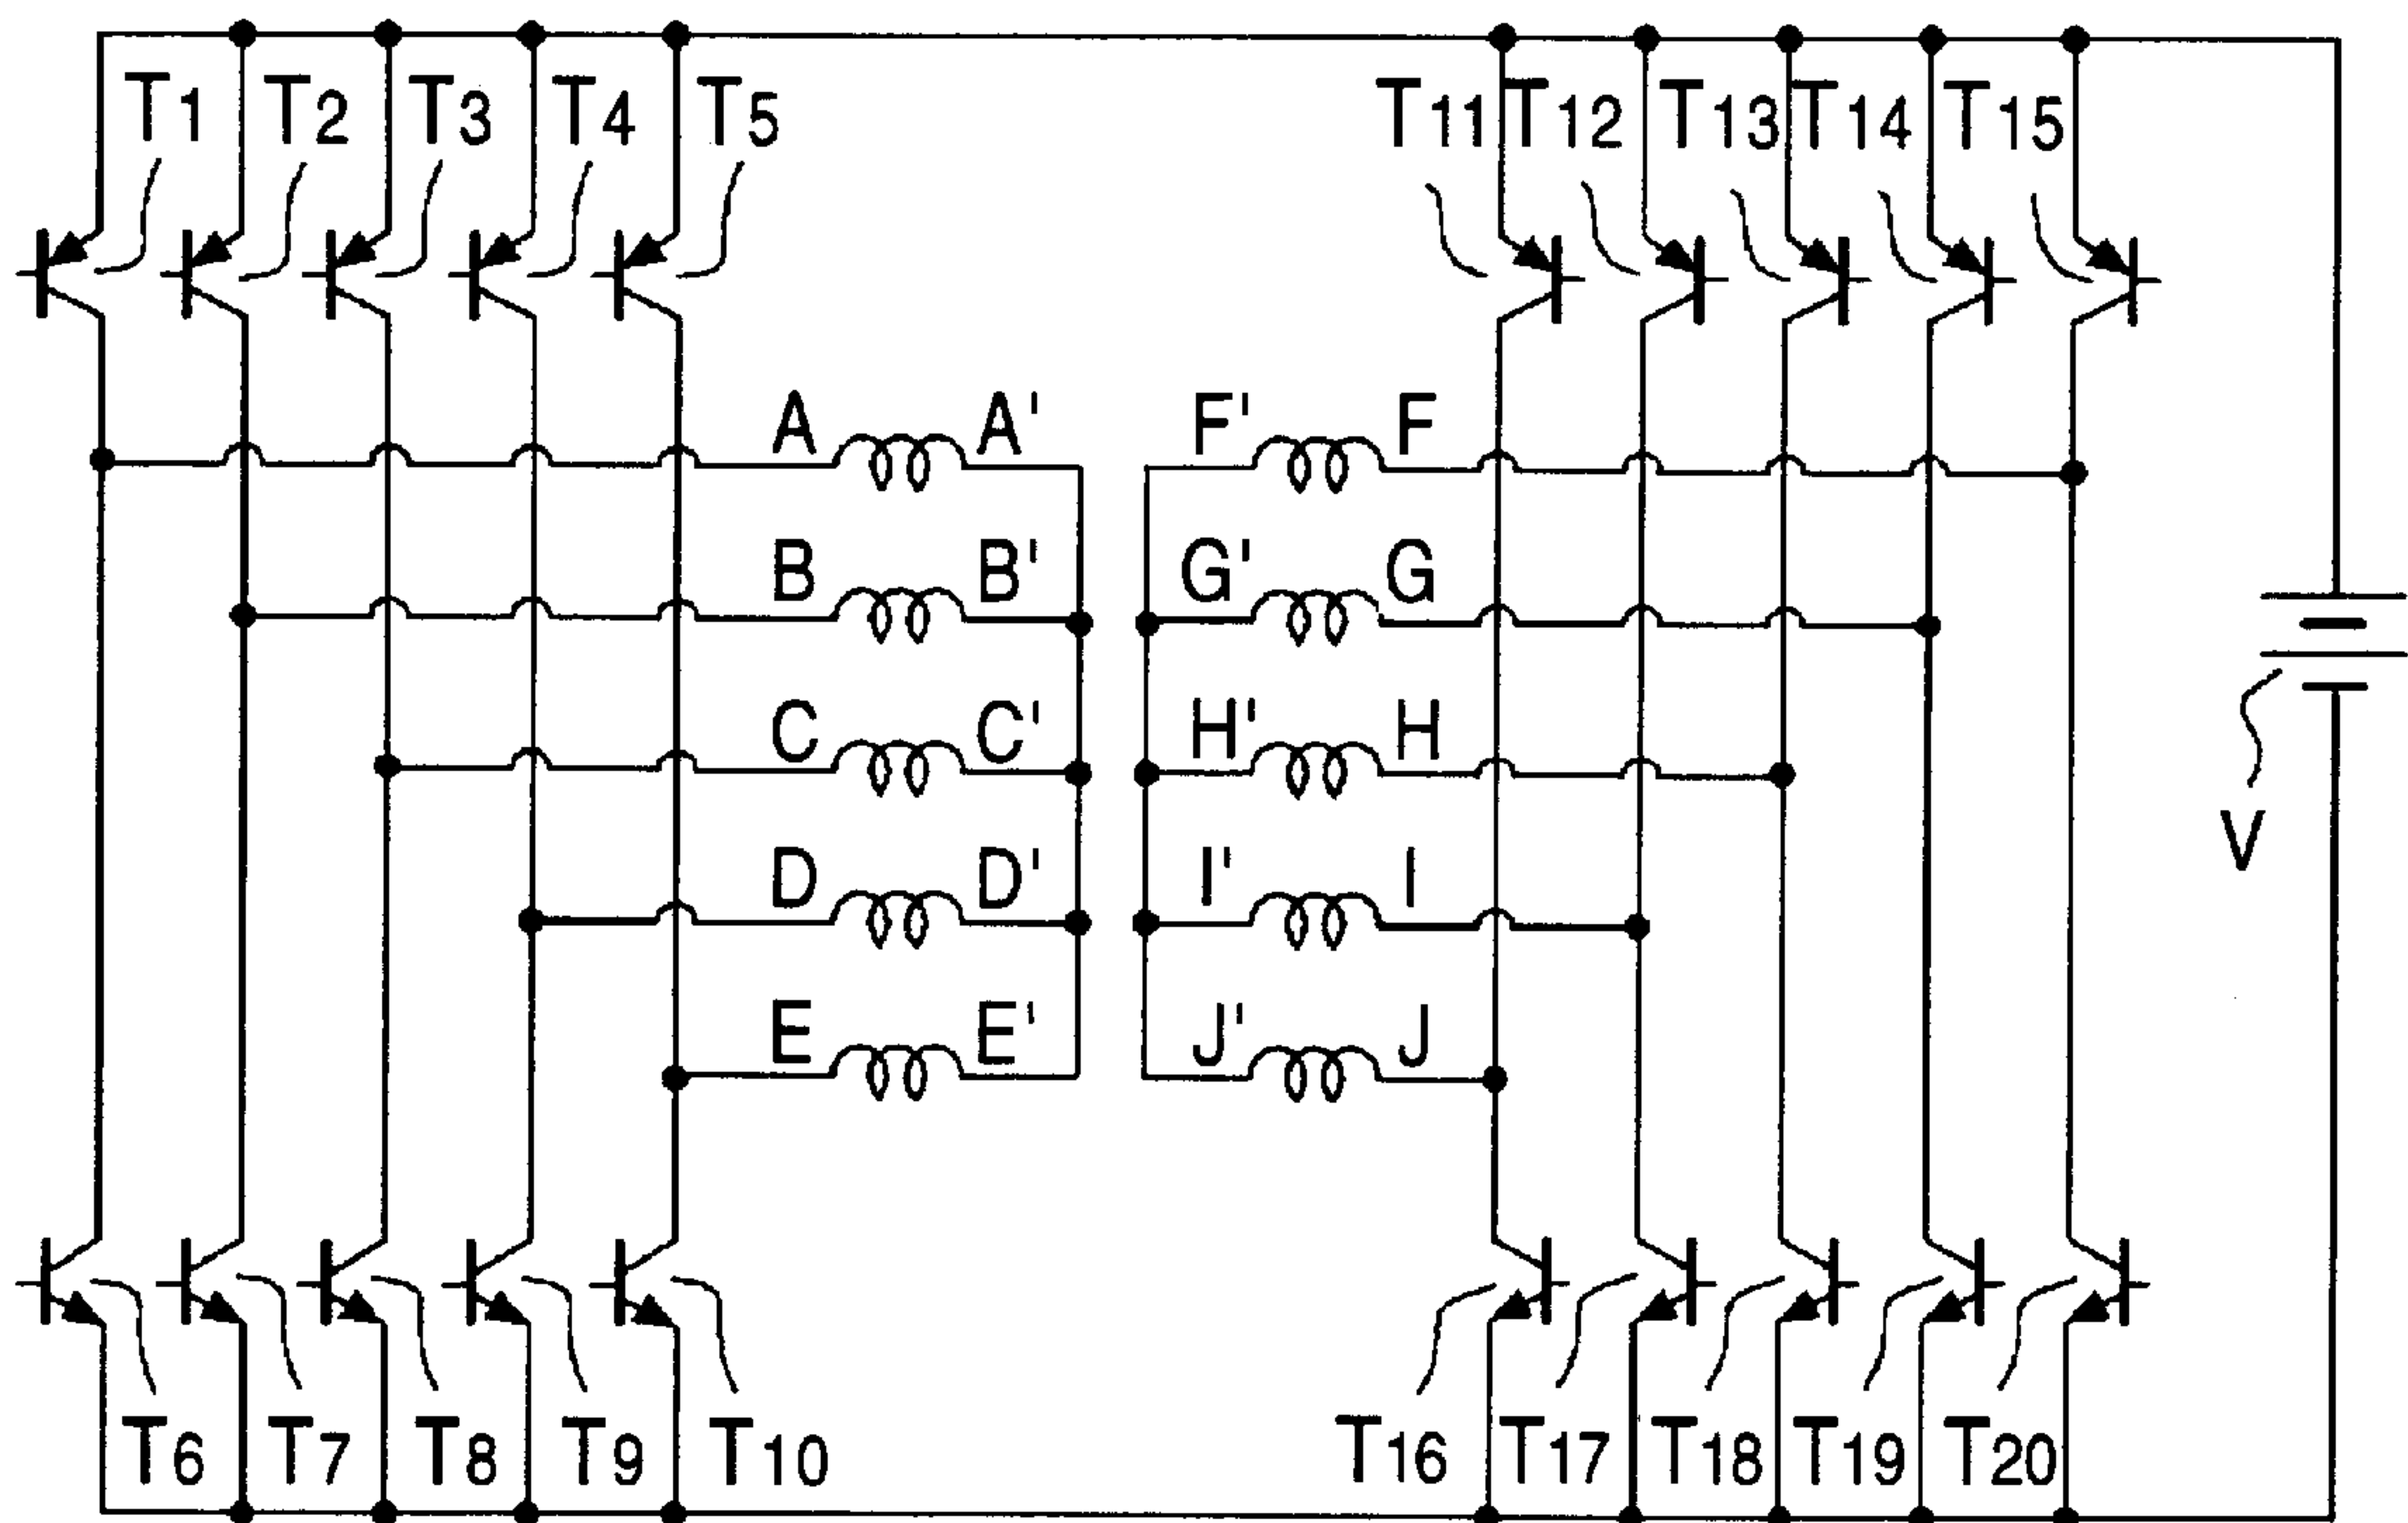 T1 T2 T3 T4 T5 T11 T12 T13 T14 T15
A A' F' F
B B' G' G
C C' H' H
V
D D' I' I
E E' J' J
T6 T7 T8 T9 T10 T16 T17 T18 T19 T20